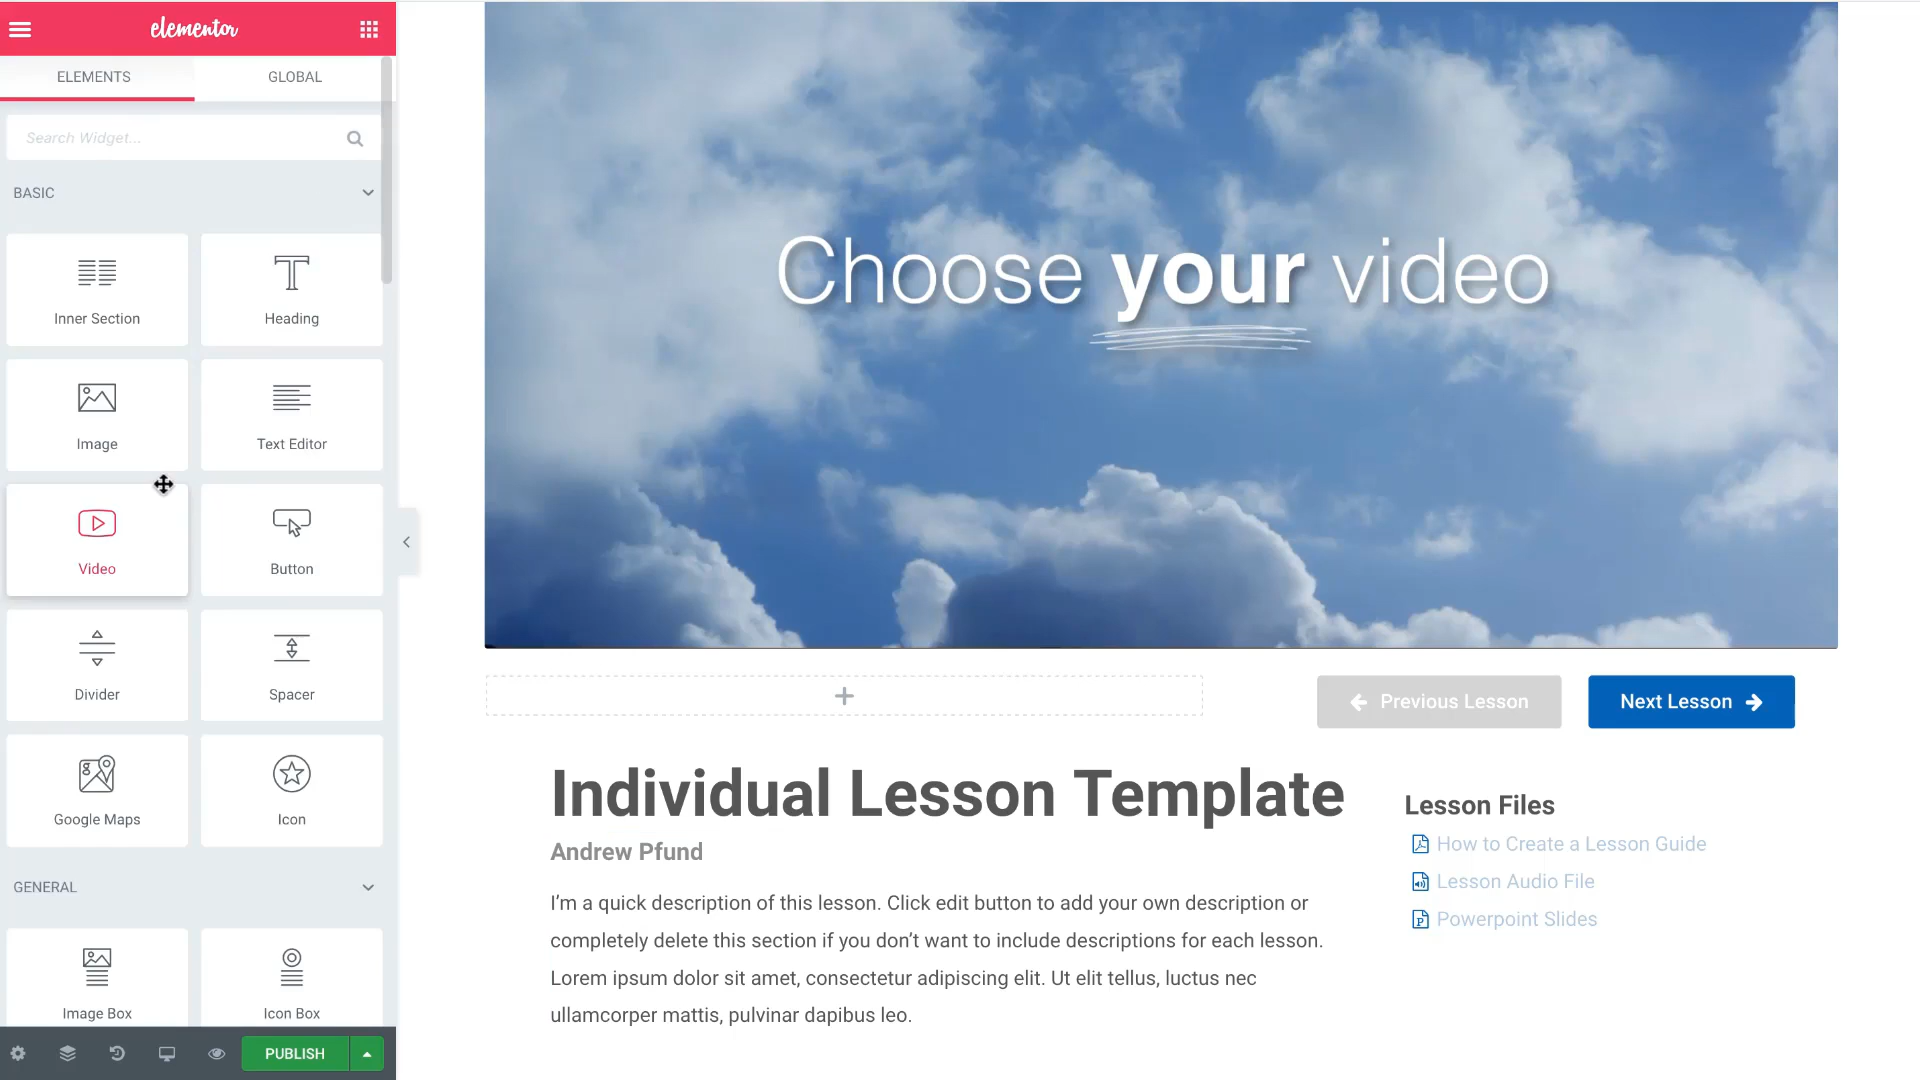 elementor
ELEMENTS
GLOBAL
Search Widget...
BASIC
Inner Section
Heading
Image
Text Editor
Video
Button
Divider
Spacer
Google Maps
Icon
GENERAL
Image Box
Icon Box
PUBLISH
Choose your video
Previous Lesson
Next Lesson
Individual Lesson Template
Andrew Pfund
I'm a quick description of this lesson. Click edit button to add your own description or
completely delete this section if you don't want to include descriptions for each lesson.
Lorem ipsum dolor sit amet, consectetur adipiscing elit. Ut elit tellus, luctus nec
ullamcorper mattis, pulvinar dapibus leo.
Lesson Files
How to Create a Lesson Guide
Lesson Audio File
Powerpoint Slides